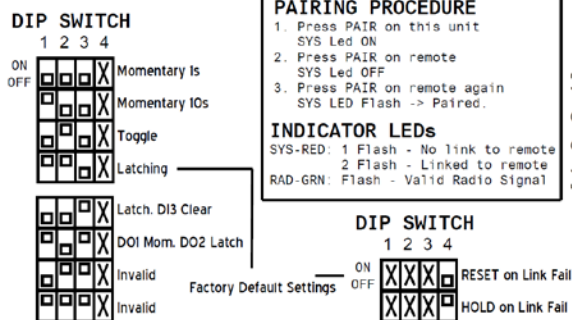 DIP SWITCH
1 2 3 4
ON
OFF
X Momentary 1s
X Momentary 10s
X Toggle
X Latching
X Latch. DI3 Clear
X DO1 Mom. DO2 Latch
X Invalid
X Invalid
Factory Default Settings
PAIRING PROCEDURE
1. Press PAIR on this unit
SYS Led ON
2. Press PAIR on remote
SYS Led OFF
3. Press PAIR on remote again
SYS LED Flash -> Paired.
INDICATOR LEDs
SYS-RED: 1 Flash - No link to remote
2 Flash - Linked to remote
RAD-GRN: Flash - Valid Radio Signal
DIP SWITCH
1 2 3 4
ON
OFF
X X X RESET on Link Fail
X X X HOLD on Link Fail